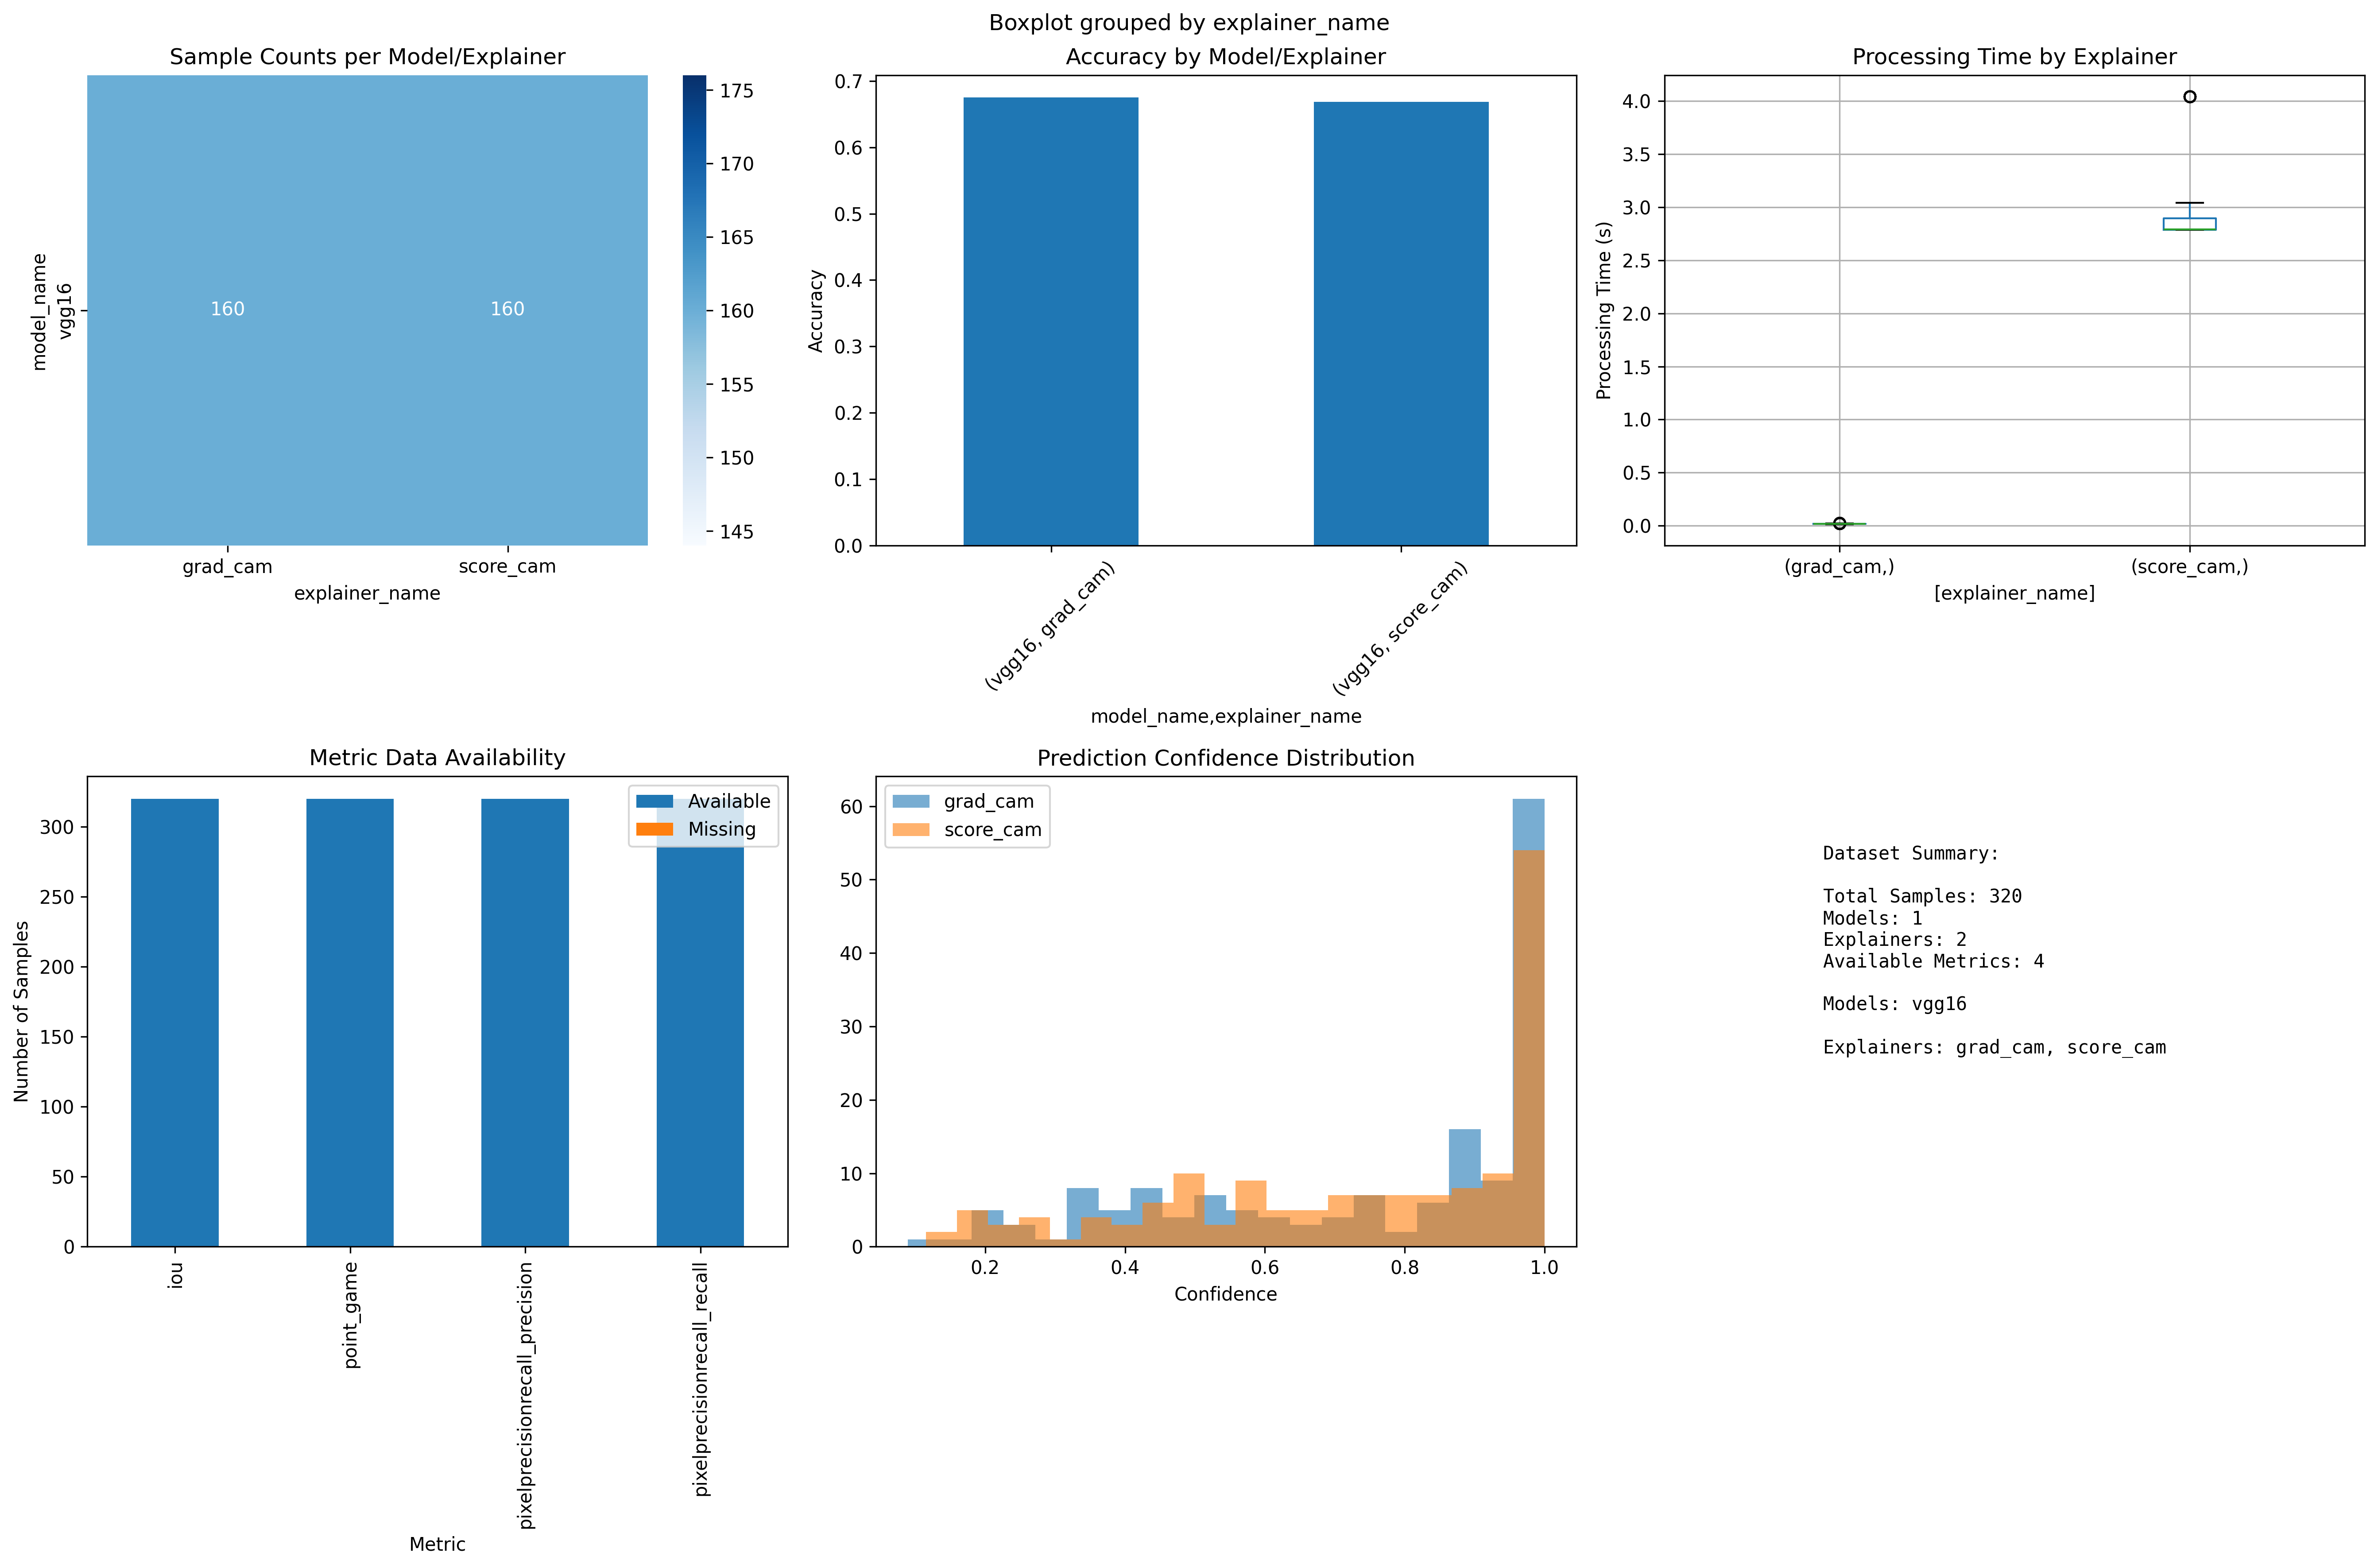 Boxplot grouped by explainer_name
Sample Counts per Model/Explainer
160
160
model_name
vgg16
grad_cam
score_cam
explainer_name
175
170
165
160
155
150
145
Accuracy by Model/Explainer
0.7
0.6
0.5
0.4
0.3
0.2
0.1
0.0
Accuracy
(vgg16, grad_cam)
(vgg16, score_cam)
model_name,explainer_name
Processing Time by Explainer
4.0
3.5
3.0
2.5
2.0
1.5
1.0
0.5
0.0
Processing Time (s)
(grad_cam,)
(score_cam,)
[explainer_name]
Metric Data Availability
Available
Missing
300
250
200
150
100
50
0
Number of Samples
iou
point_game
pixelprecisionrecall_precision
pixelprecisionrecall_recall
Metric
Prediction Confidence Distribution
grad_cam
score_cam
60
50
40
30
20
10
0
0.2
0.4
0.6
0.8
1.0
Confidence
Dataset Summary:
Total Samples: 320
Models: 1
Explainers: 2
Available Metrics: 4
Models: vgg16
Explainers: grad_cam, score_cam